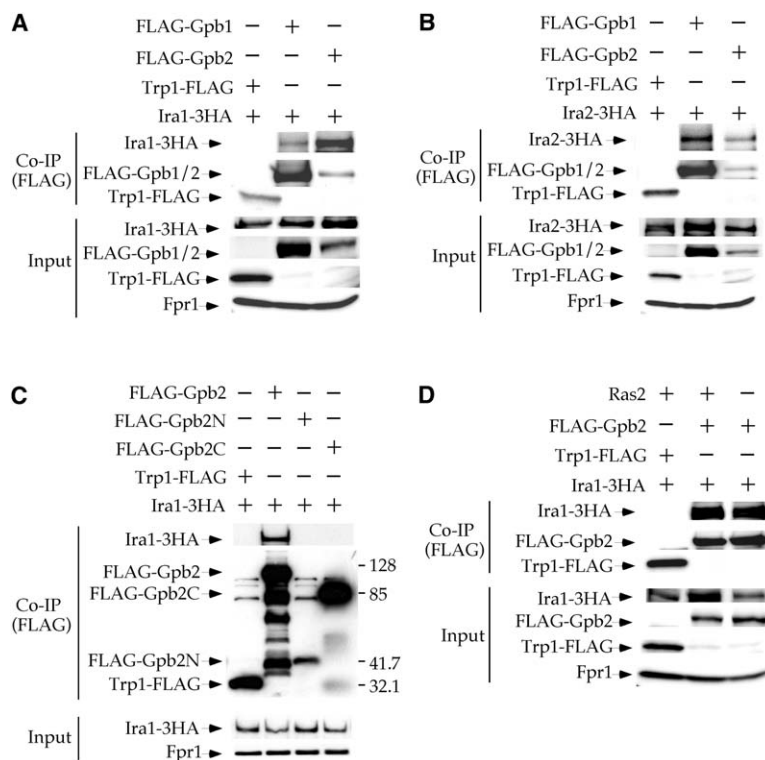 A
FLAG-Gpb1 − + −
FLAG-Gpb2 − − +
Trp1-FLAG + − −
Ira1-3HA + + +
Co-IP
(FLAG)
Ira1-3HA
FLAG-Gpb1/2
Trp1-FLAG
Input
Ira1-3HA
FLAG-Gpb1/2
Trp1-FLAG
Fpr1
B
FLAG-Gpb1 − + −
FLAG-Gpb2 − − +
Trp1-FLAG + − −
Ira2-3HA + + +
Co-IP
(FLAG)
Ira2-3HA
FLAG-Gpb1/2
Trp1-FLAG
Input
Ira2-3HA
FLAG-Gpb1/2
Trp1-FLAG
Fpr1
C
FLAG-Gpb2 − + − −
FLAG-Gpb2N − − + −
FLAG-Gpb2C − − − +
Trp1-FLAG + − − −
Ira1-3HA + + + +
Co-IP
(FLAG)
Ira1-3HA
FLAG-Gpb2 128
FLAG-Gpb2C 85
FLAG-Gpb2N 41.7
Trp1-FLAG 32.1
Input
Ira1-3HA
Fpr1
D
Ras2 + + −
FLAG-Gpb2 − + +
Trp1-FLAG + − −
Ira1-3HA + + +
Co-IP
(FLAG)
Ira1-3HA
FLAG-Gpb2
Trp1-FLAG
Input
Ira1-3HA
FLAG-Gpb2
Trp1-FLAG
Fpr1